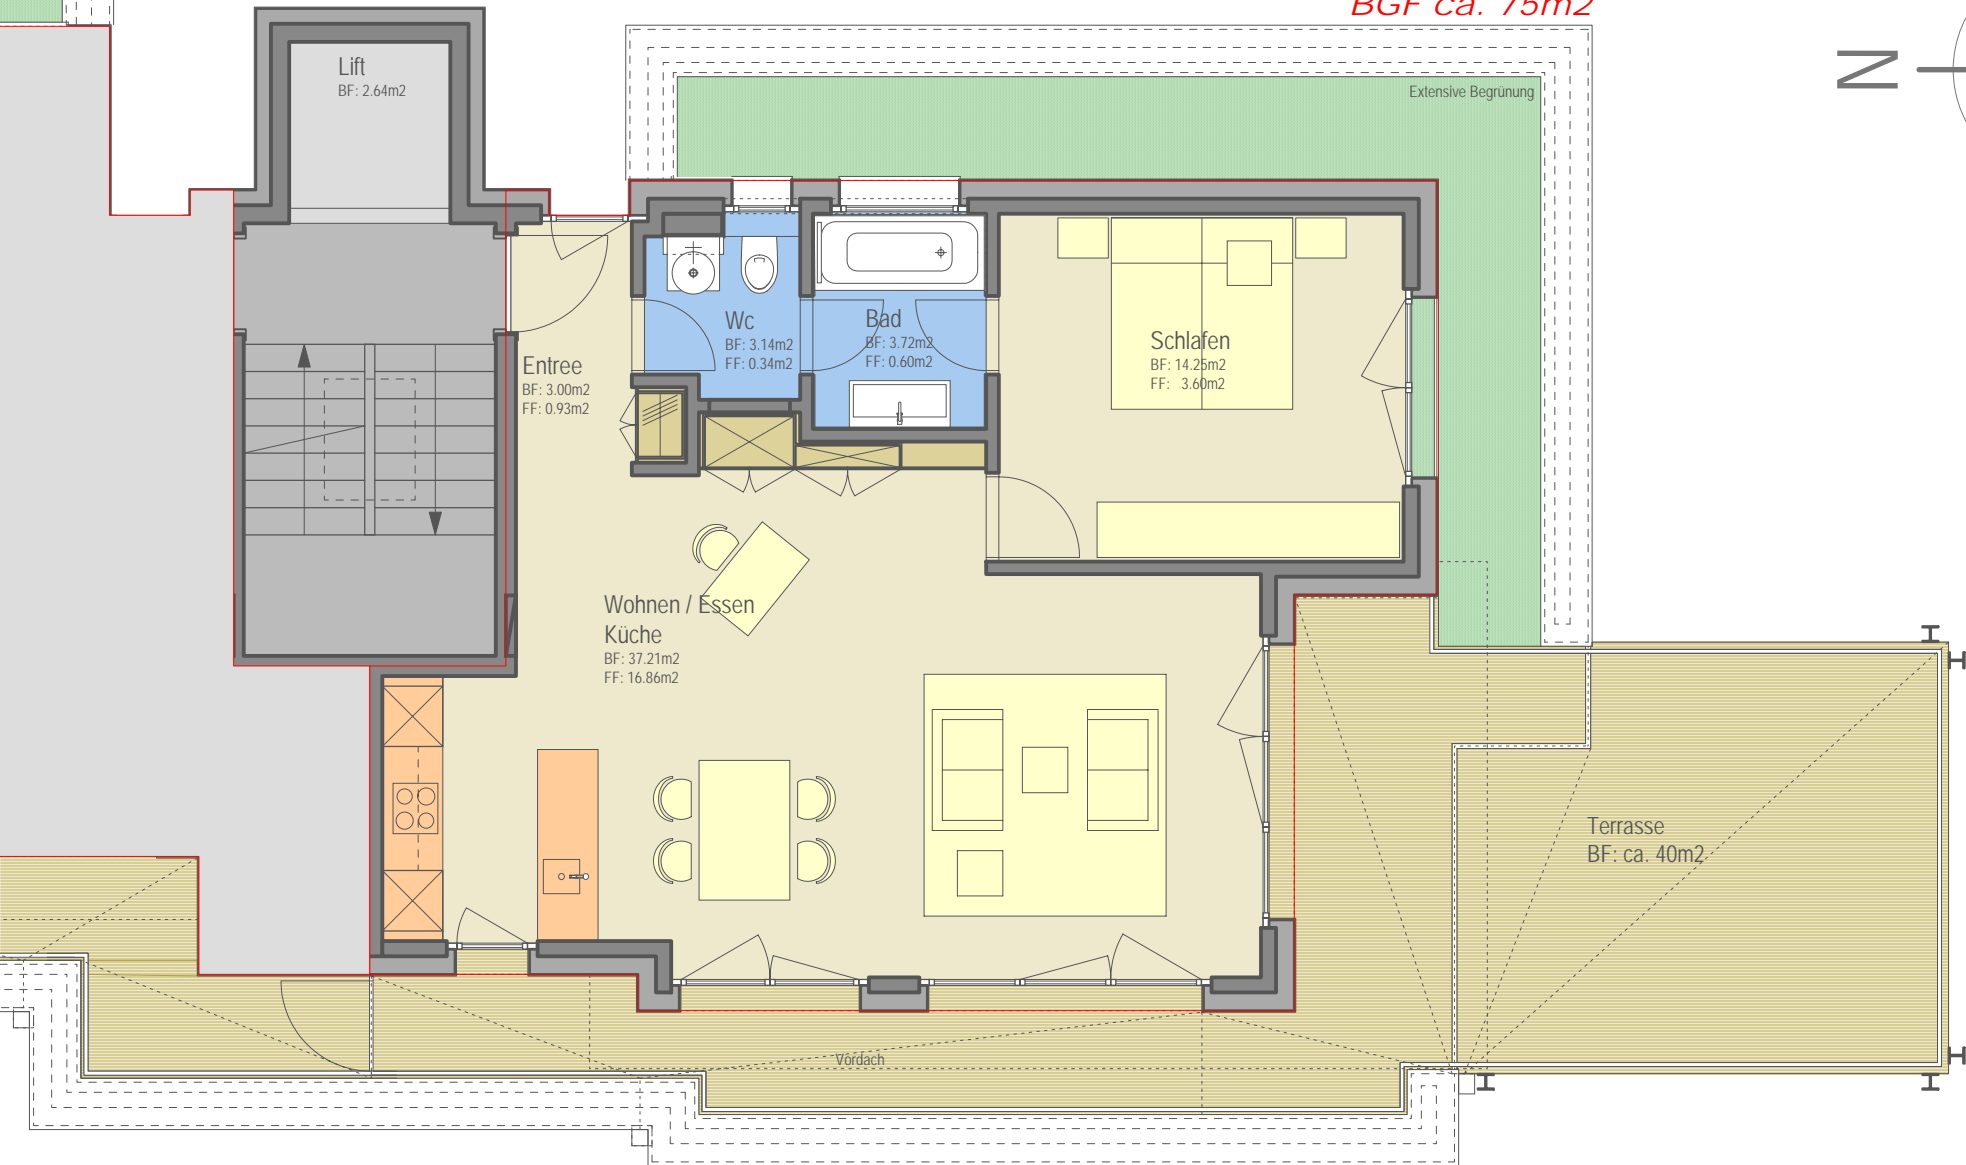 BGF ca. 75m2
N
Lift
BF: 2.64m2
Extensive Begrünung
Wc
BF: 3.14m2
FF: 0.34m2
Bad
BF: 3.72m2
FF: 0.60m2
Schlafen
BF: 14.25m2
FF: 3.60m2
Entree
BF: 3.00m2
FF: 0.93m2
Wohnen / Essen
Küche
BF: 37.21m2
FF: 16.86m2
Terrasse
BF: ca. 40m2
Vordach